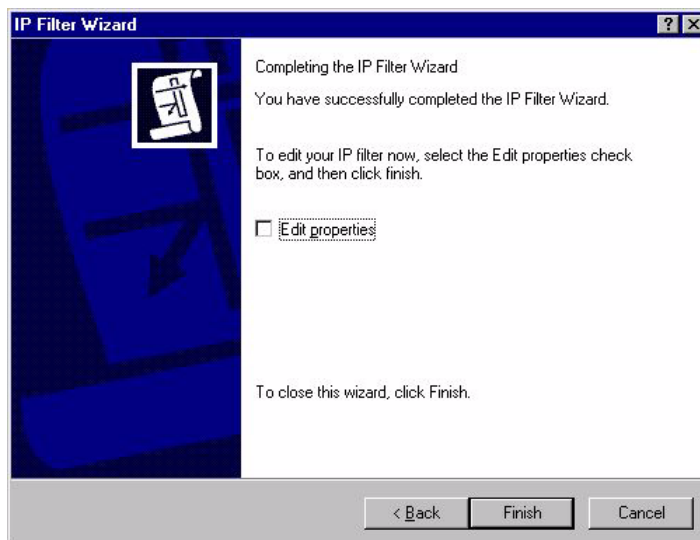 IP Filter Wizard
Completing the IP Filter Wizard
You have successfully completed the IP Filter Wizard.
To edit your IP filter now, select the Edit properties check
box, and then click finish.
Edit properties
To close this wizard, click Finish.
< Back Finish Cancel